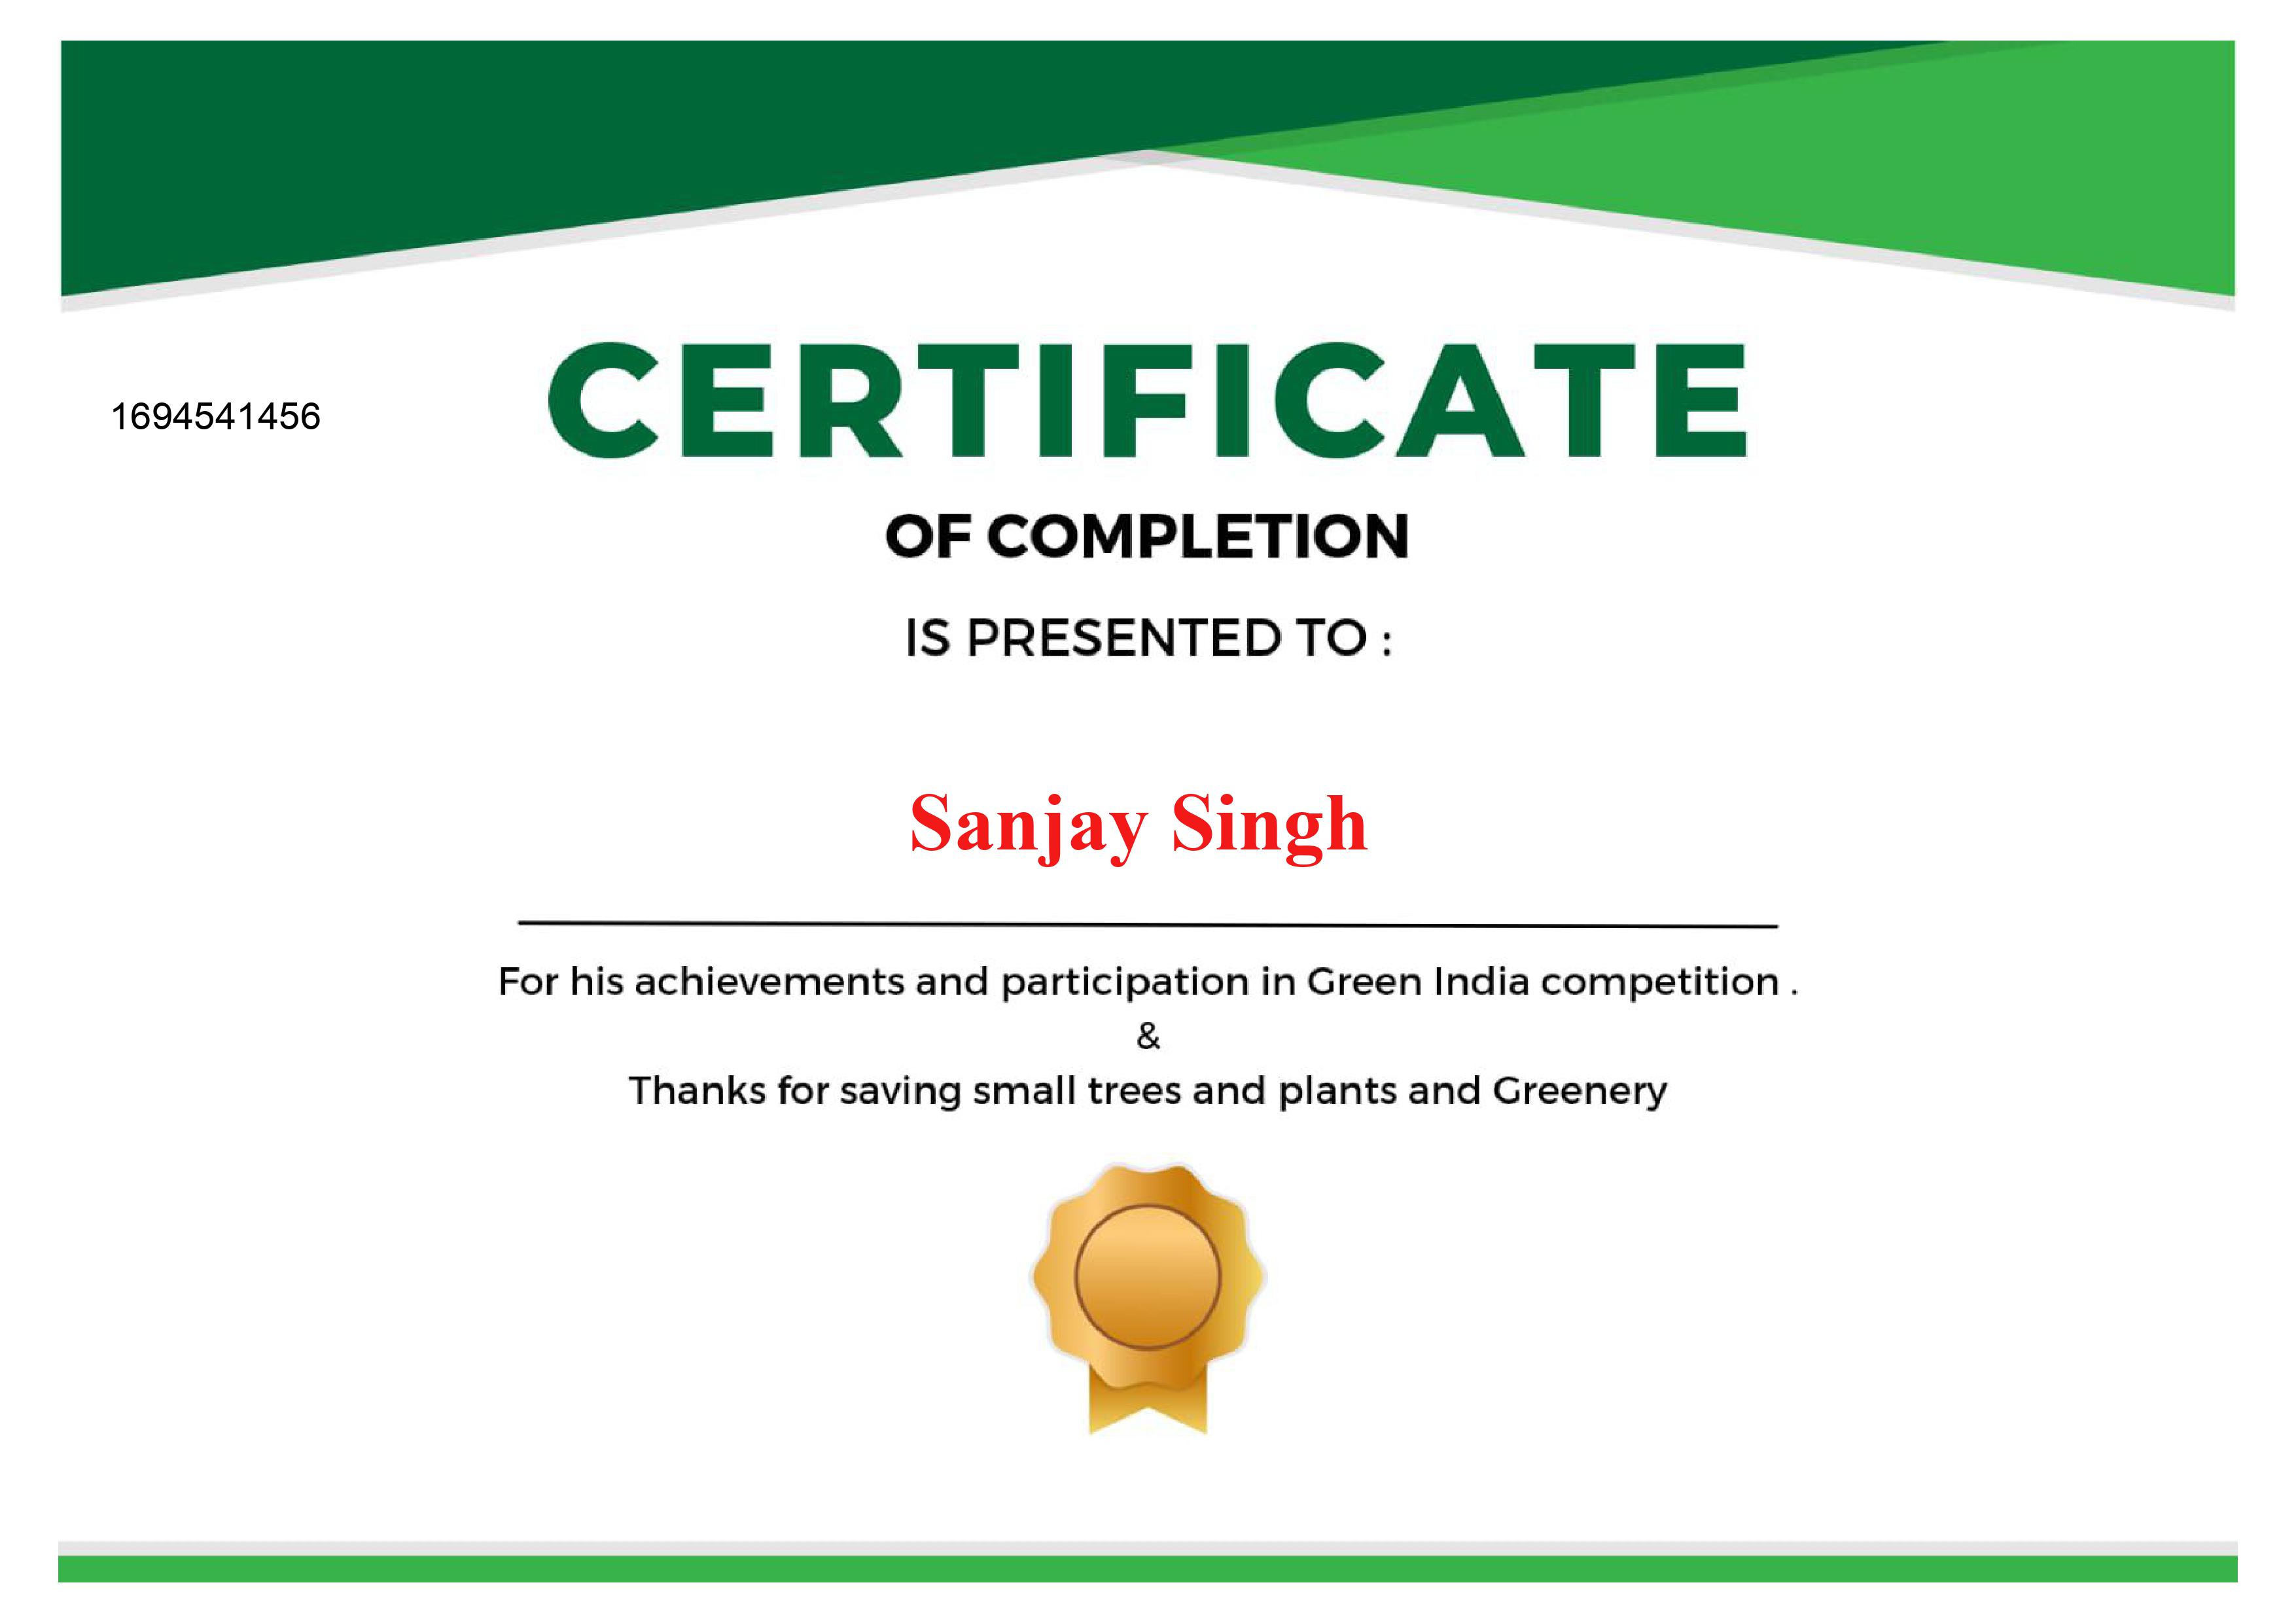 CERTIFICATE
1694541456
OF COMPLETION
IS PRESENTED TO :
Sanjay Singh
For his achievements and participation in Green India competition .
&
Thanks for saving small trees and plants and Greenery